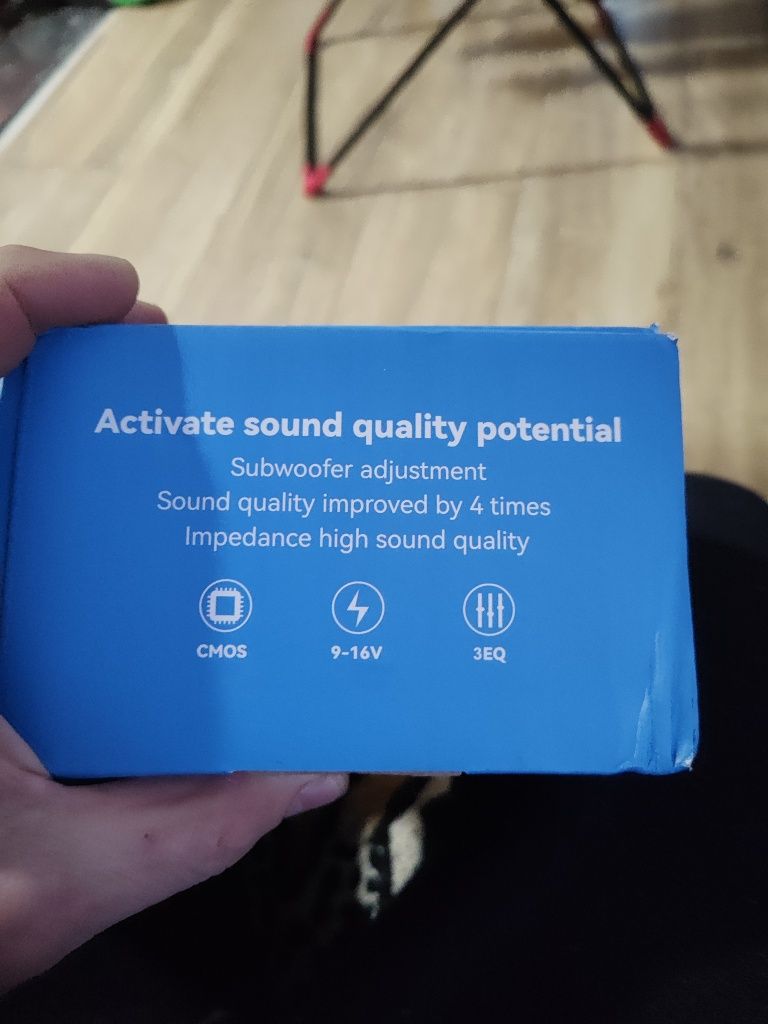 Activate sound quality potential
Subwoofer adjustment
Sound quality improved by 4 times
Impedance high sound quality
CMOS 9-16V 3EQ